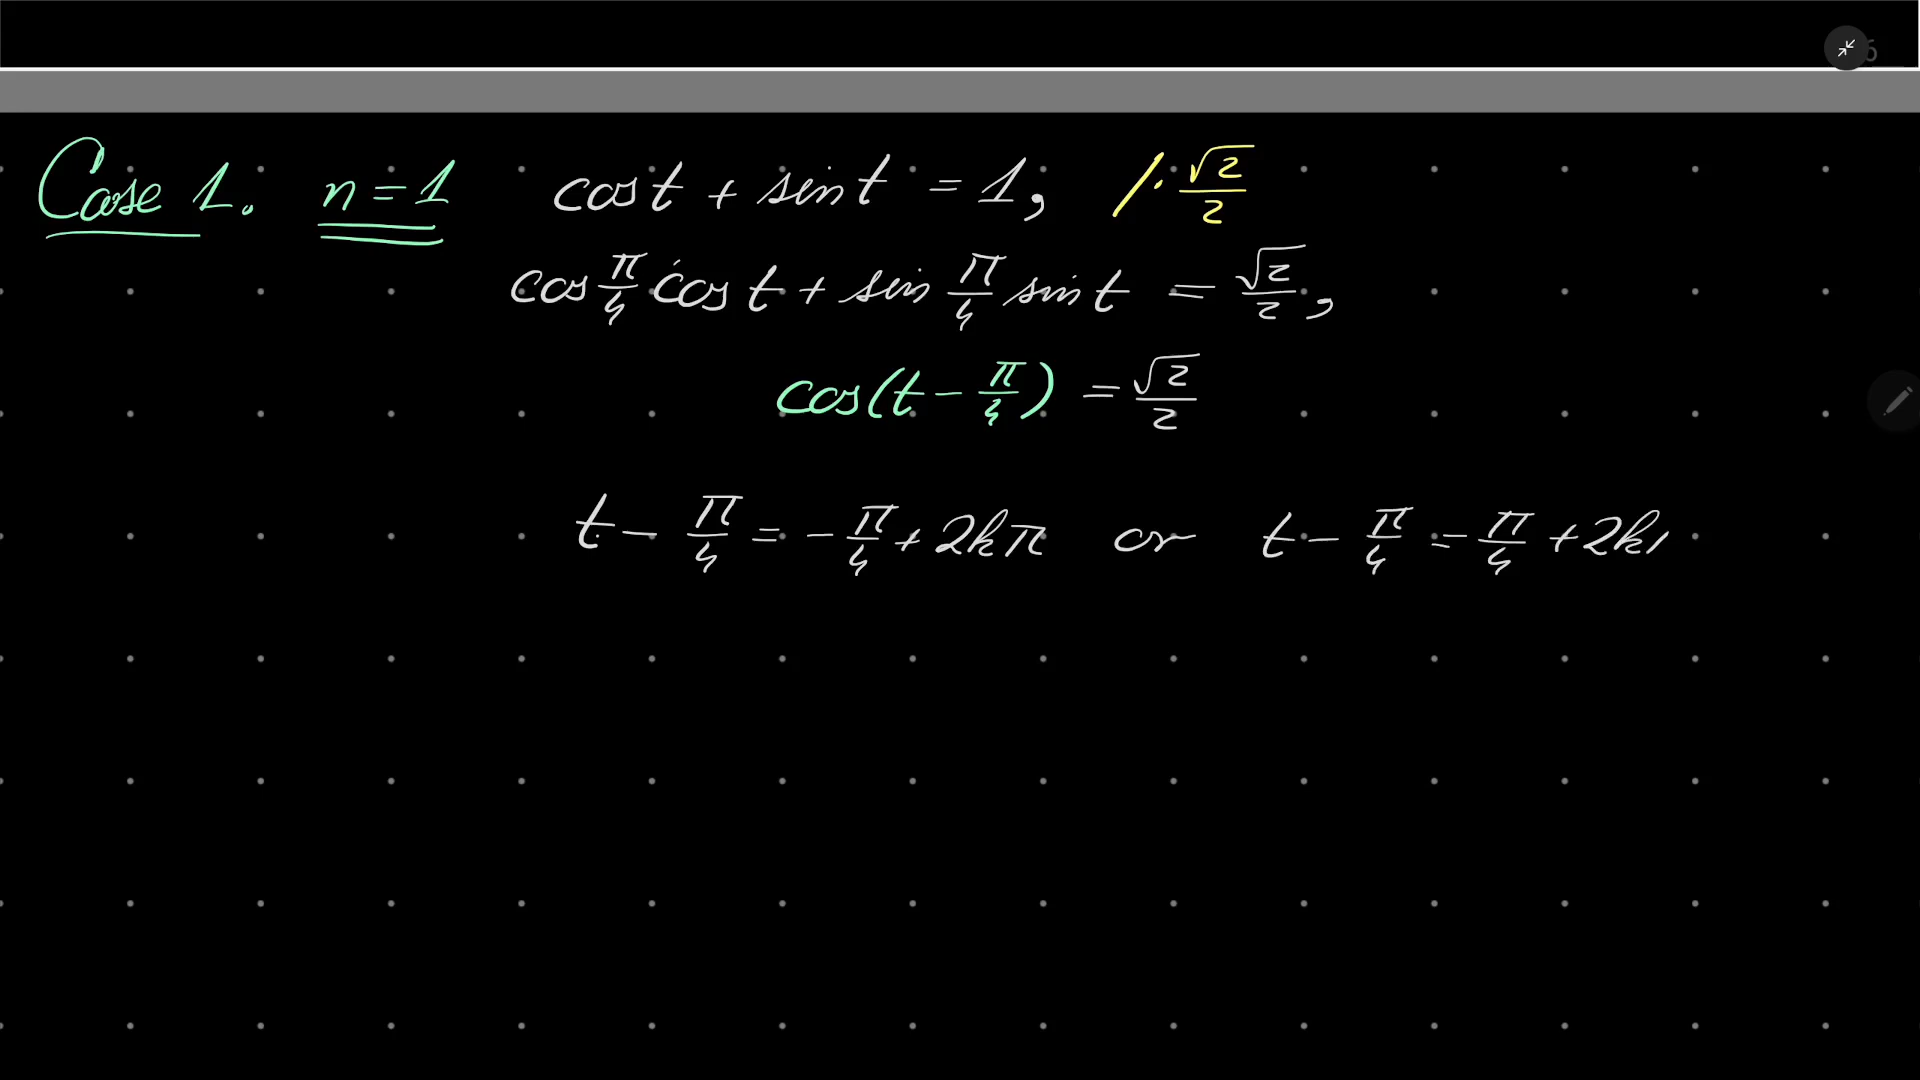 6
Case 1. n=1 cos t + sin t = 1, /· √2/2
cos π/4 cos t + sin π/4 sin t = √2/2,
cos(t - π/4) = √2/2
t - π/4 = -π/4 + 2kπ or t - π/4 = π/4 + 2k